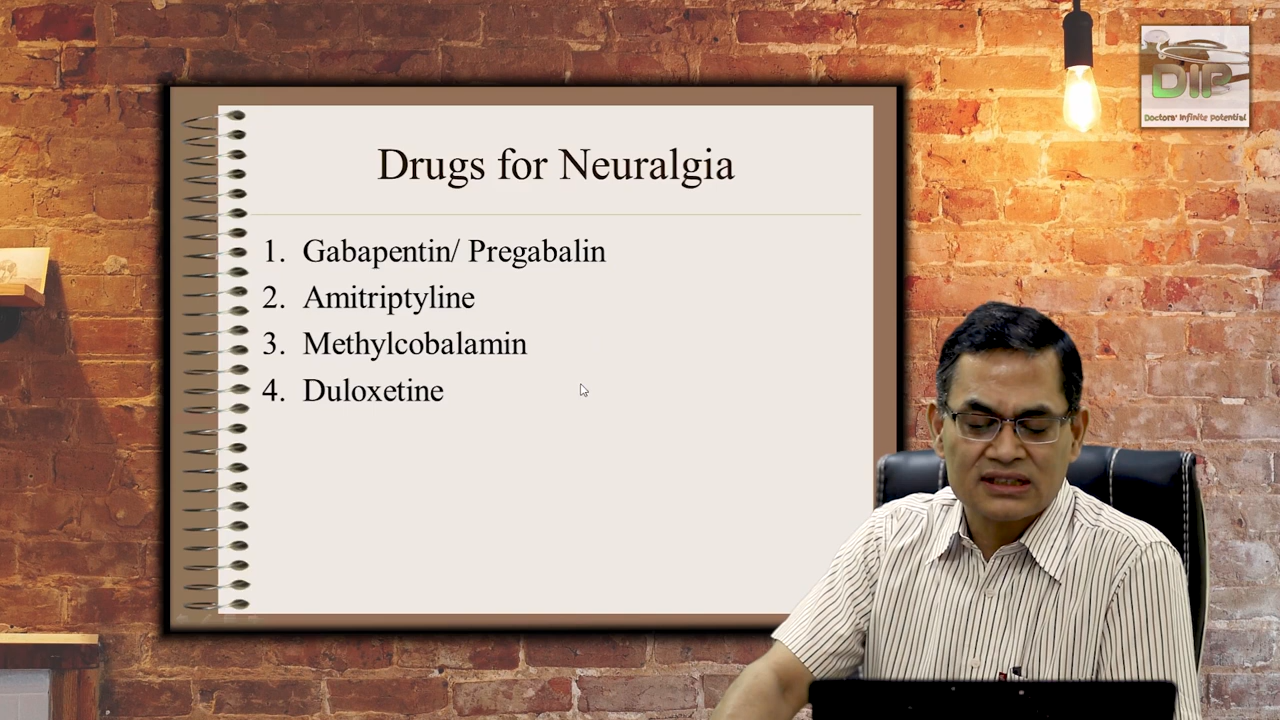 Drugs for Neuralgia
1. Gabapentin/ Pregabalin
2. Amitriptyline
3. Methylcobalamin
4. Duloxetine
DIP
Doctors' Infinite Potential